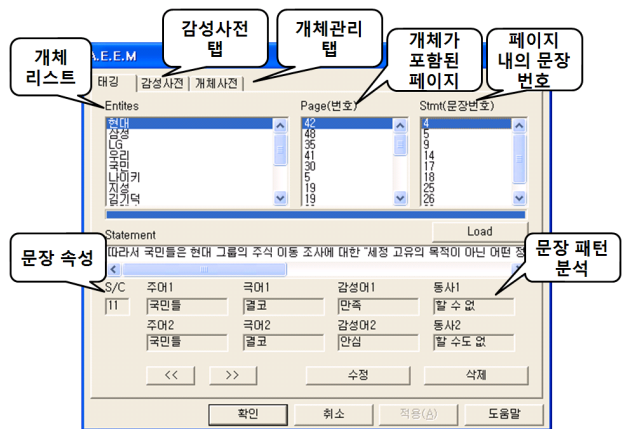 감성사전
탭
개체관리
탭
개체가
포함된
페이지
페이지
내의 문장
번호
개체
리스트
A.E.E.M
태깅
감성사전
개체사전
Entites
Page(번호)
Stmt(문장번호)
현대
삼성
LG
우리
국민
나이키
지성
김기덕
42
48
35
41
30
5
19
19
4
5
9
14
17
18
25
26
Statement
Load
따라서 국민들은 현대 그룹의 주식 이동 조사에 대한 "세정 고유의 목적이 아닌 어떤 정
문장 속성
문장 패턴
분석
S/C 주어1 극어1 감성어1 동사1
11 국민들 결코 만족 할 수 없
주어2 극어2 감성어2 동사2
국민들 결코 안심 할 수도 없
<< >> 수정 삭제
확인 취소 적용(A) 도움말